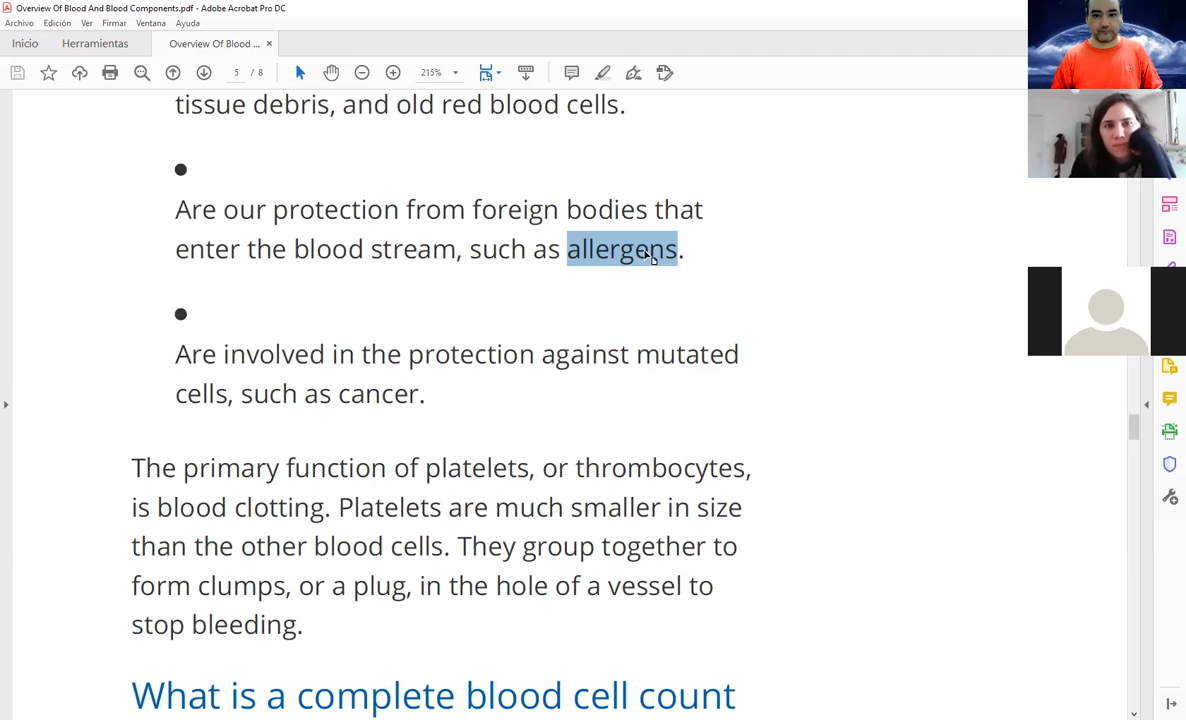 Overview Of Blood And Blood Components.pdf - Adobe Acrobat Pro DC
Archivo Edición Ver Firmar Ventana Ayuda
Inicio Herramientas Overview Of Blood ... ×
5 / 8 215%
tissue debris, and old red blood cells.
Are our protection from foreign bodies that
enter the blood stream, such as allergens.
Are involved in the protection against mutated
cells, such as cancer.
The primary function of platelets, or thrombocytes,
is blood clotting. Platelets are much smaller in size
than the other blood cells. They group together to
form clumps, or a plug, in the hole of a vessel to
stop bleeding.
What is a complete blood cell count